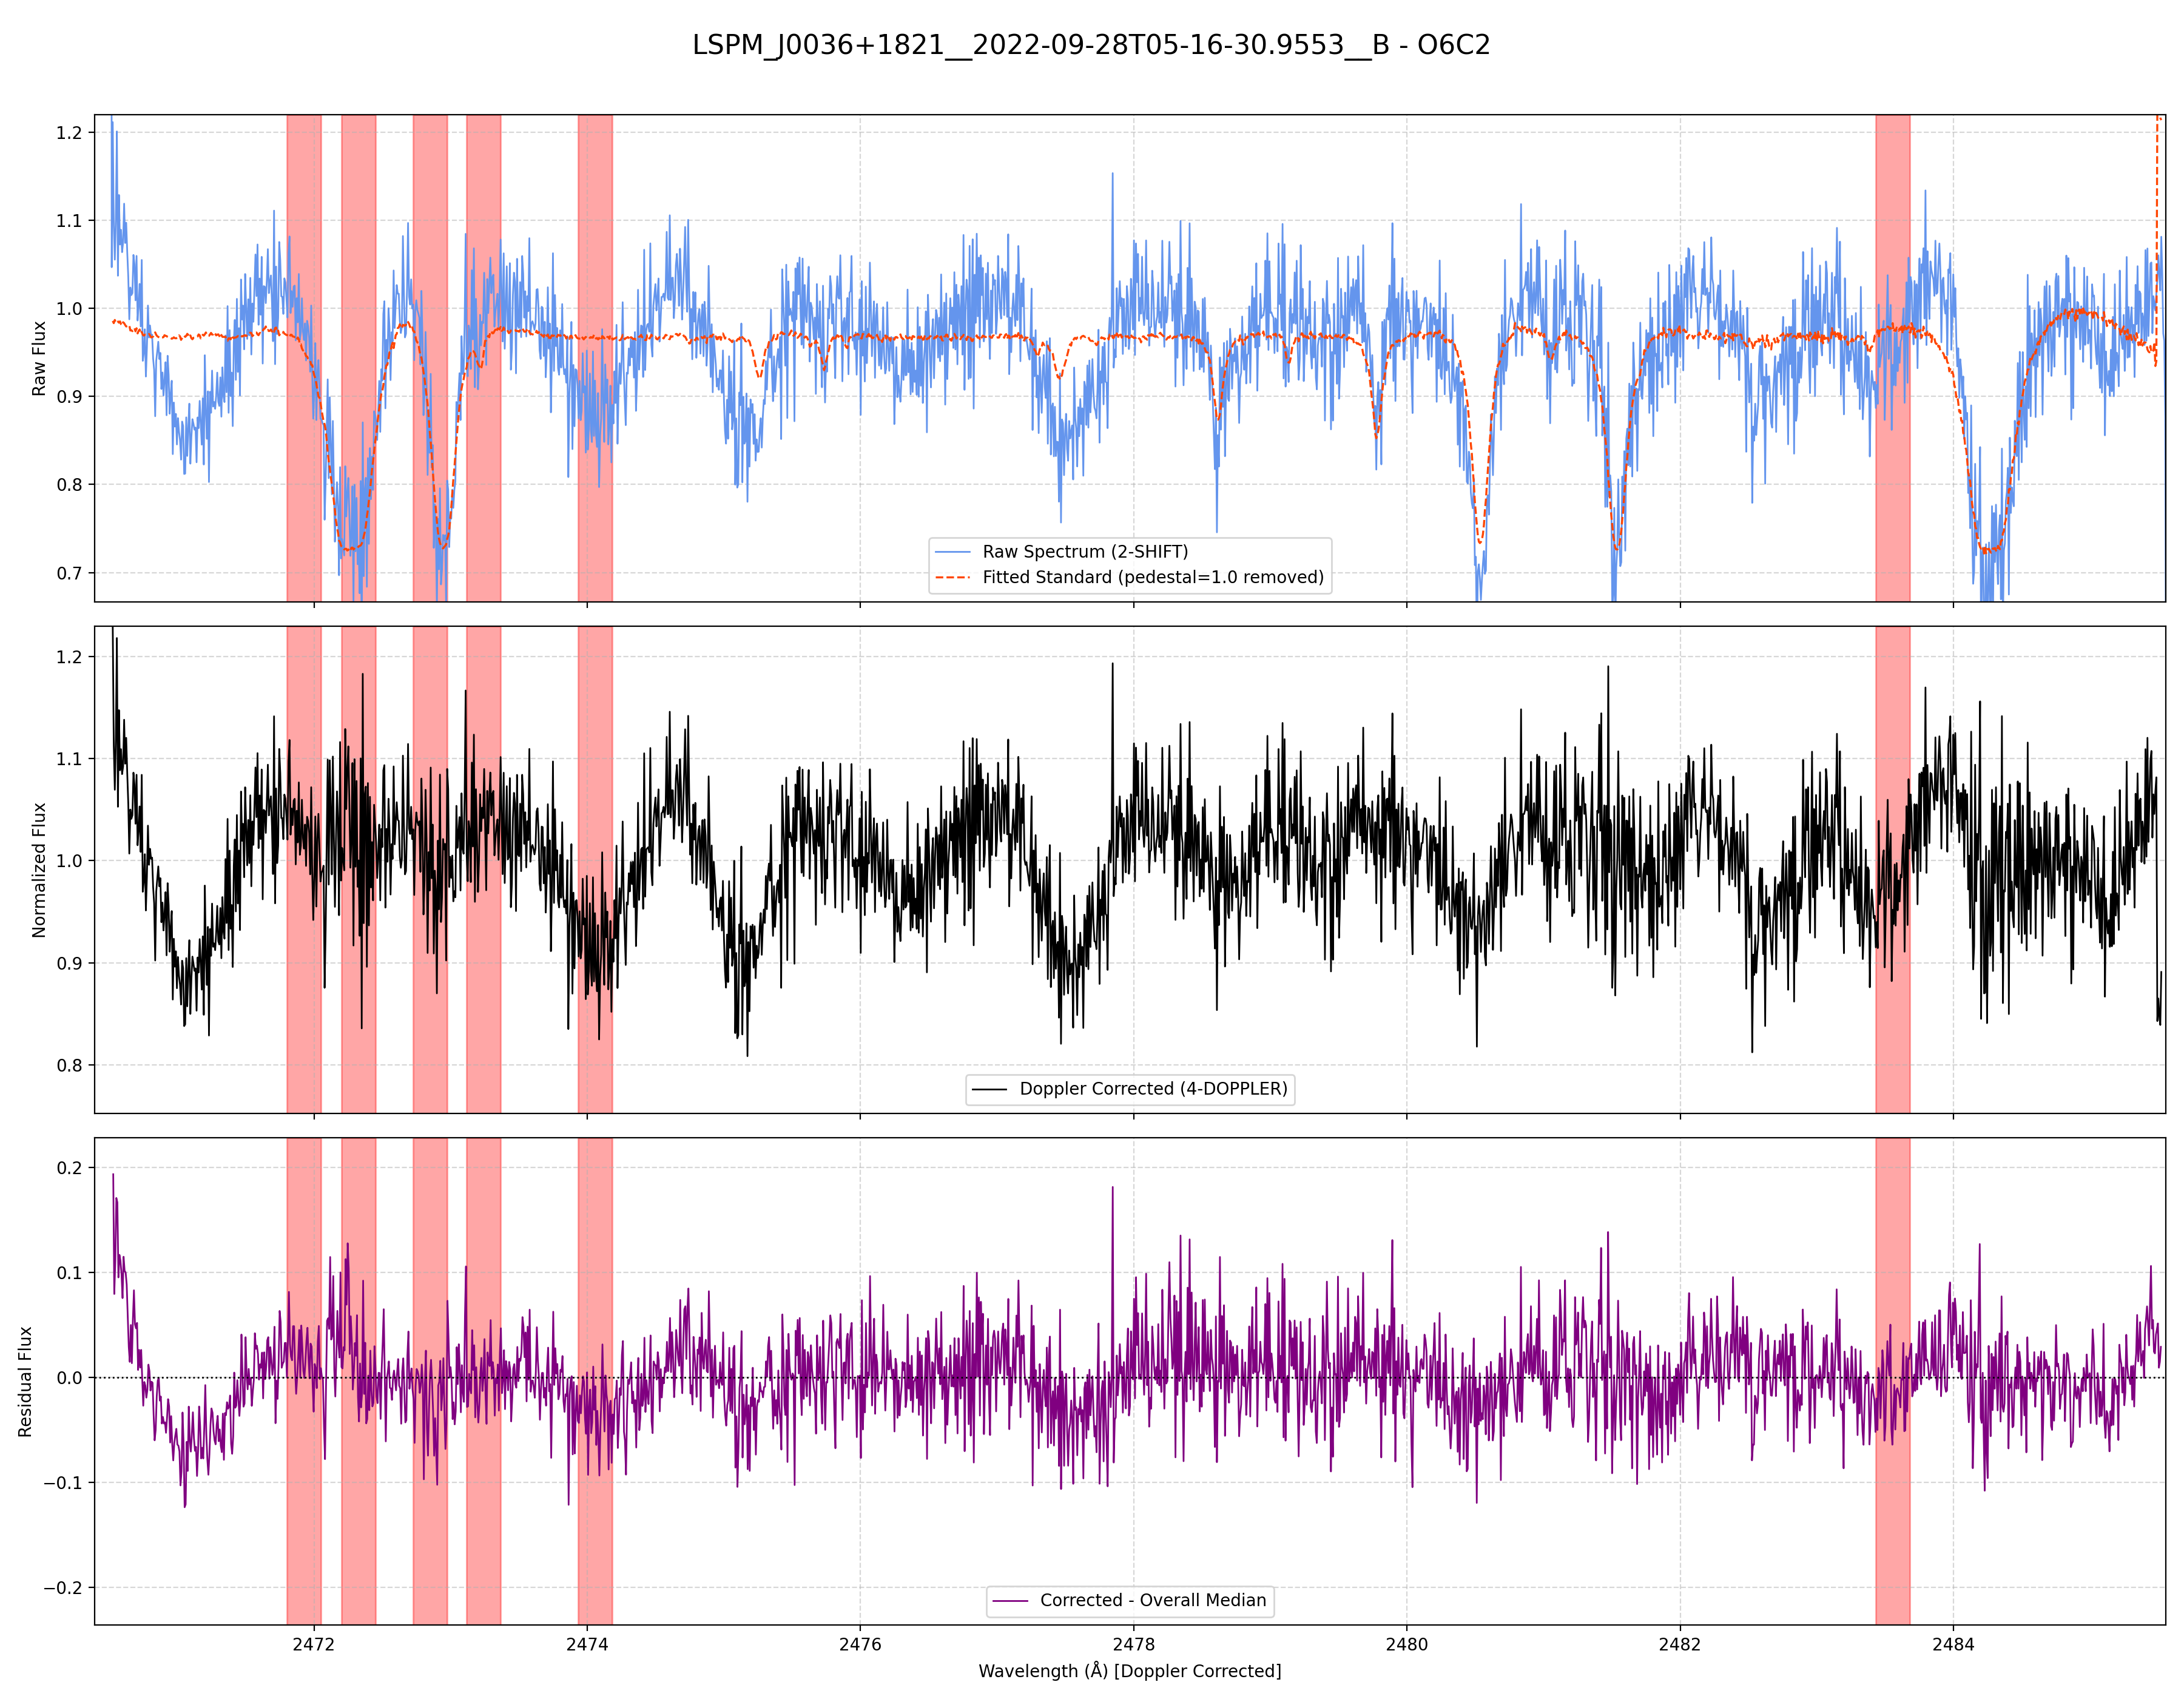 LSPM_J0036+1821__2022-09-28T05-16-30.9553__B - O6C2
1.2
1.1
1.0
0.9
0.8
0.7
Raw Flux
Raw Spectrum (2-SHIFT)
Fitted Standard (pedestal=1.0 removed)
1.2
1.1
1.0
0.9
0.8
Normalized Flux
Doppler Corrected (4-DOPPLER)
0.2
0.1
0.0
−0.1
−0.2
Residual Flux
Corrected - Overall Median
2472 2474 2476 2478 2480 2482 2484
Wavelength (Å) [Doppler Corrected]